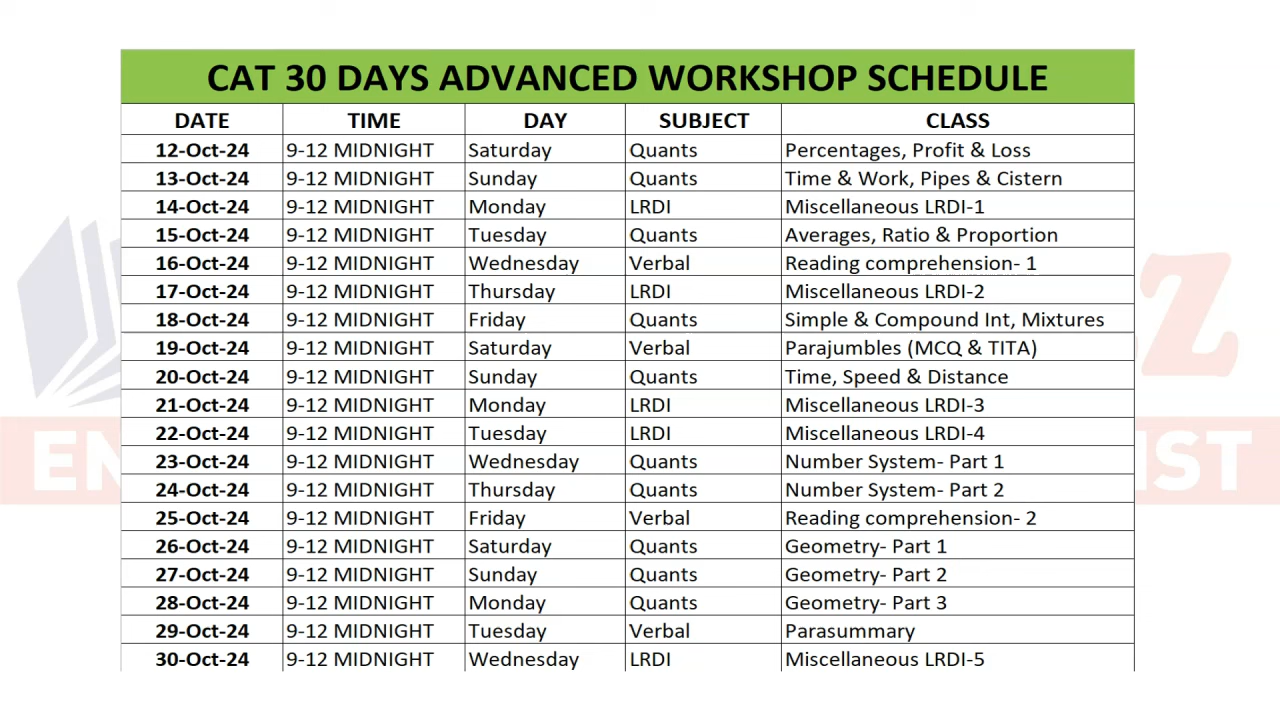 CAT 30 DAYS ADVANCED WORKSHOP SCHEDULE
DATE TIME DAY SUBJECT CLASS
12-Oct-24 9-12 MIDNIGHT Saturday Quants Percentages, Profit & Loss
13-Oct-24 9-12 MIDNIGHT Sunday Quants Time & Work, Pipes & Cistern
14-Oct-24 9-12 MIDNIGHT Monday LRDI Miscellaneous LRDI-1
15-Oct-24 9-12 MIDNIGHT Tuesday Quants Averages, Ratio & Proportion
16-Oct-24 9-12 MIDNIGHT Wednesday Verbal Reading comprehension- 1
17-Oct-24 9-12 MIDNIGHT Thursday LRDI Miscellaneous LRDI-2
18-Oct-24 9-12 MIDNIGHT Friday Quants Simple & Compound Int, Mixtures
19-Oct-24 9-12 MIDNIGHT Saturday Verbal Parajumbles (MCQ & TITA)
20-Oct-24 9-12 MIDNIGHT Sunday Quants Time, Speed & Distance
21-Oct-24 9-12 MIDNIGHT Monday LRDI Miscellaneous LRDI-3
22-Oct-24 9-12 MIDNIGHT Tuesday LRDI Miscellaneous LRDI-4
23-Oct-24 9-12 MIDNIGHT Wednesday Quants Number System- Part 1
24-Oct-24 9-12 MIDNIGHT Thursday Quants Number System- Part 2
25-Oct-24 9-12 MIDNIGHT Friday Verbal Reading comprehension- 2
26-Oct-24 9-12 MIDNIGHT Saturday Quants Geometry- Part 1
27-Oct-24 9-12 MIDNIGHT Sunday Quants Geometry- Part 2
28-Oct-24 9-12 MIDNIGHT Monday Quants Geometry- Part 3
29-Oct-24 9-12 MIDNIGHT Tuesday Verbal Parasummary
30-Oct-24 9-12 MIDNIGHT Wednesday LRDI Miscellaneous LRDI-5